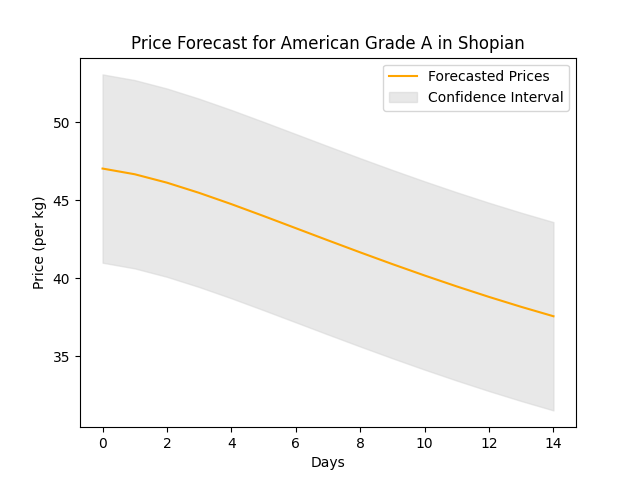 Price Forecast for American Grade A in Shopian
Forecasted Prices
Confidence Interval
50
45
40
35
Price (per kg)
0 2 4 6 8 10 12 14
Days